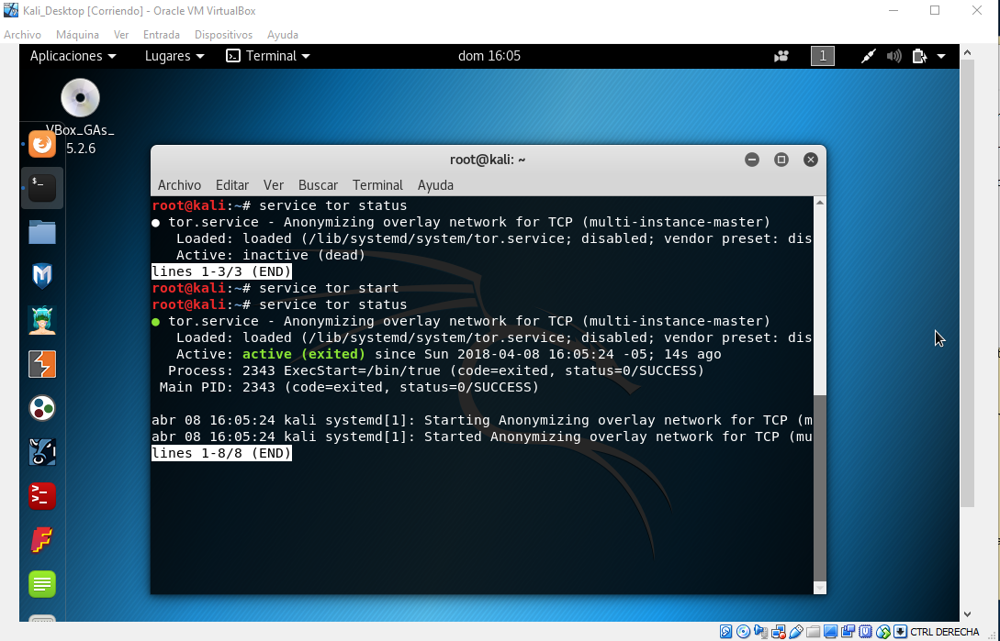 Kali_Desktop [Corriendo] - Oracle VM VirtualBox
Archivo Máquina Ver Entrada Dispositivos Ayuda
Aplicaciones Lugares Terminal dom 16:05 1
VBox_GAs_
5.2.6
root@kali: ~
Archivo Editar Ver Buscar Terminal Ayuda
root@kali:~# service tor status
● tor.service - Anonymizing overlay network for TCP (multi-instance-master)
Loaded: loaded (/lib/systemd/system/tor.service; disabled; vendor preset: dis
Active: inactive (dead)
lines 1-3/3 (END)
root@kali:~# service tor start
root@kali:~# service tor status
● tor.service - Anonymizing overlay network for TCP (multi-instance-master)
Loaded: loaded (/lib/systemd/system/tor.service; disabled; vendor preset: dis
Active: active (exited) since Sun 2018-04-08 16:05:24 -05; 14s ago
Process: 2343 ExecStart=/bin/true (code=exited, status=0/SUCCESS)
Main PID: 2343 (code=exited, status=0/SUCCESS)
abr 08 16:05:24 kali systemd[1]: Starting Anonymizing overlay network for TCP (m
abr 08 16:05:24 kali systemd[1]: Started Anonymizing overlay network for TCP (mu
lines 1-8/8 (END)
CTRL DERECHA